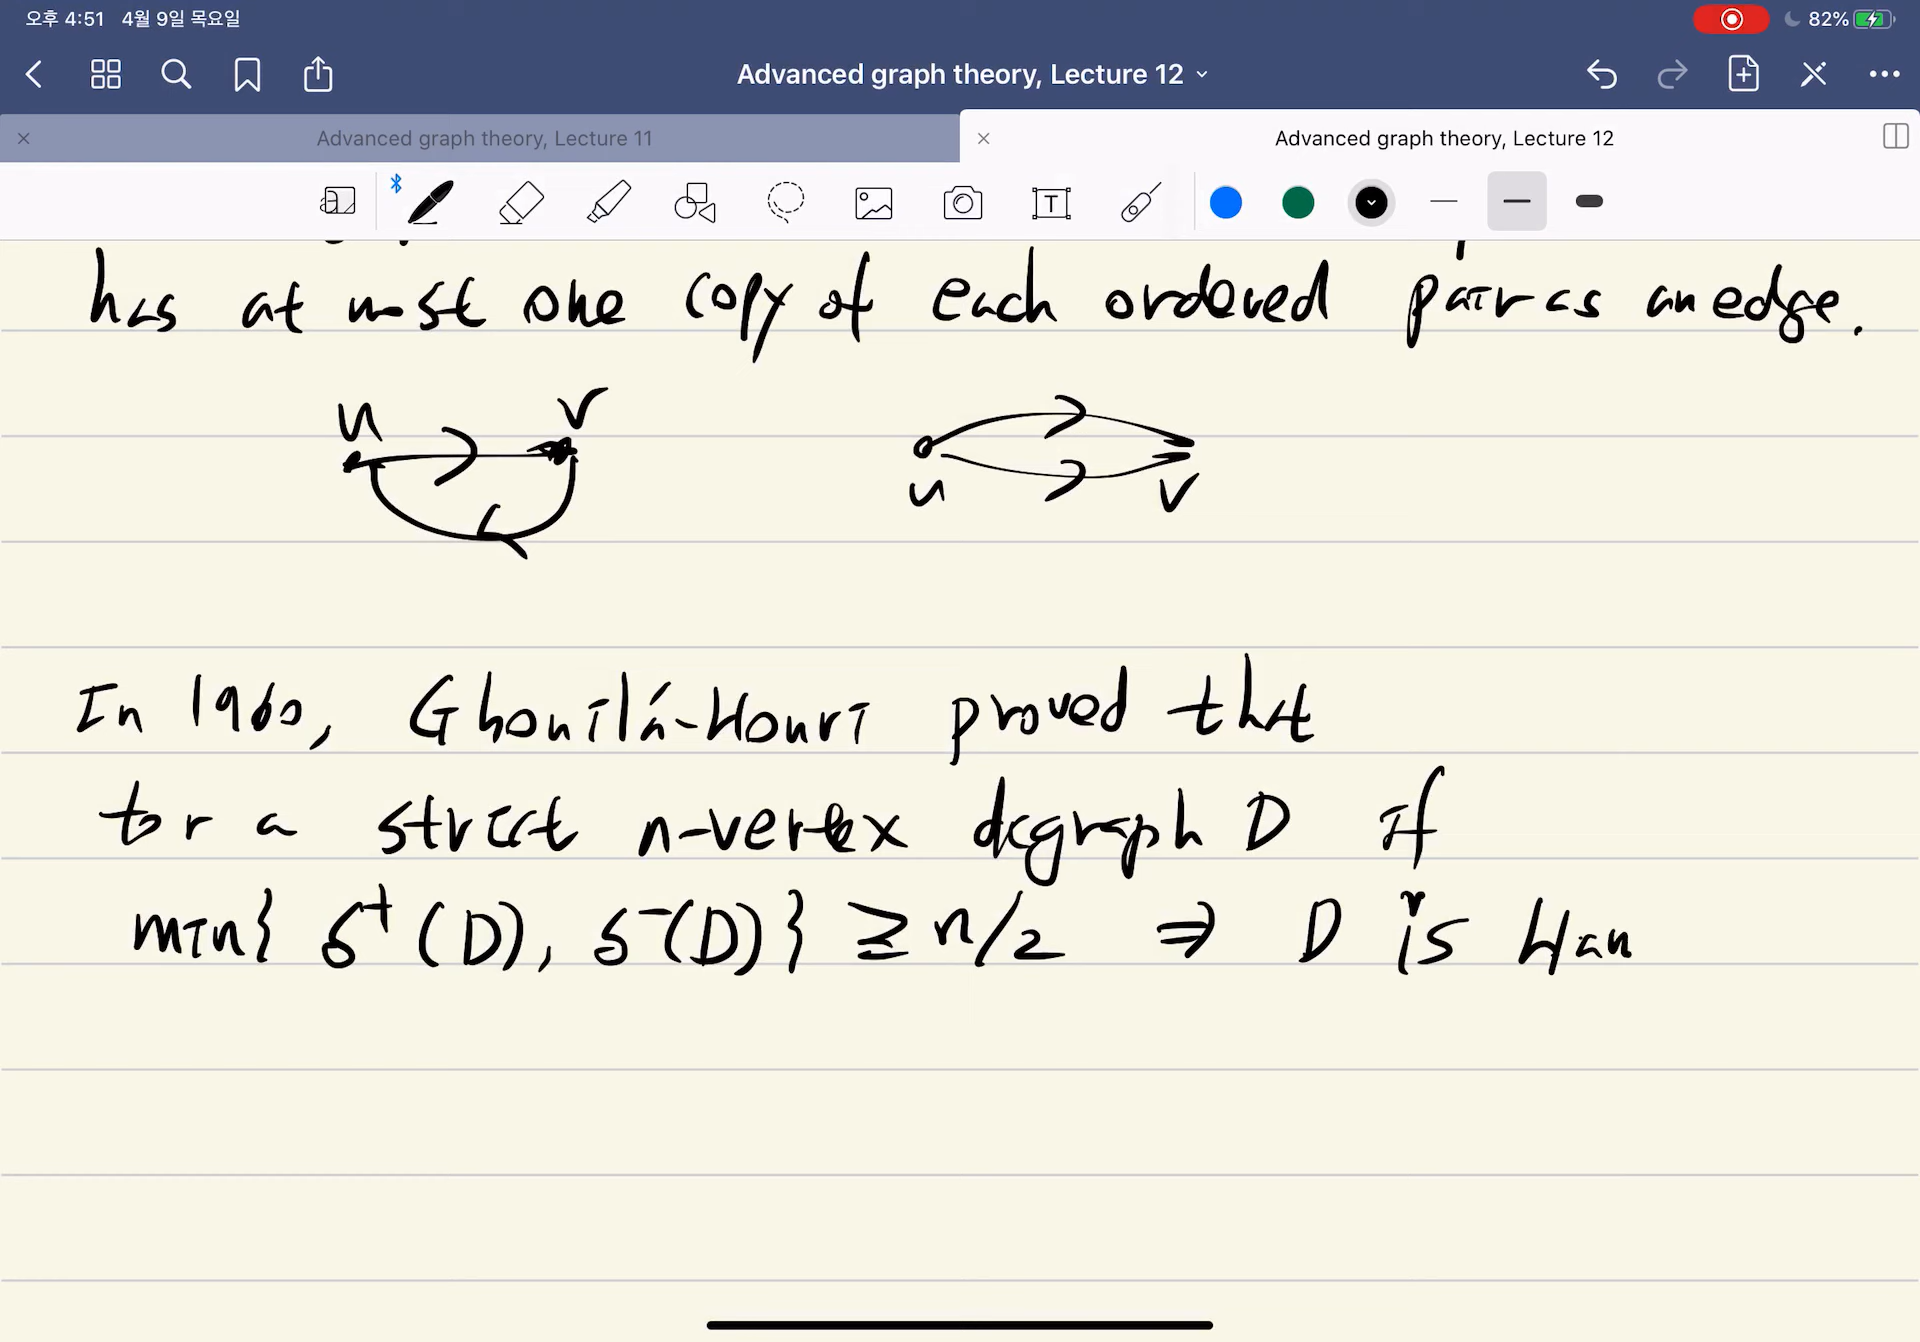 오후 4:51 4월 9일 목요일 82%
Advanced graph theory, Lecture 12
Advanced graph theory, Lecture 11
Advanced graph theory, Lecture 12
has at most one copy of each ordered pair as an edge.
u v
u v
In 1960, Ghouilá-Houri proved that
for a strict n-vertex digraph D if
min{ δ⁺(D), δ⁻(D)} ≥ n/2 ⇒ D is Ham